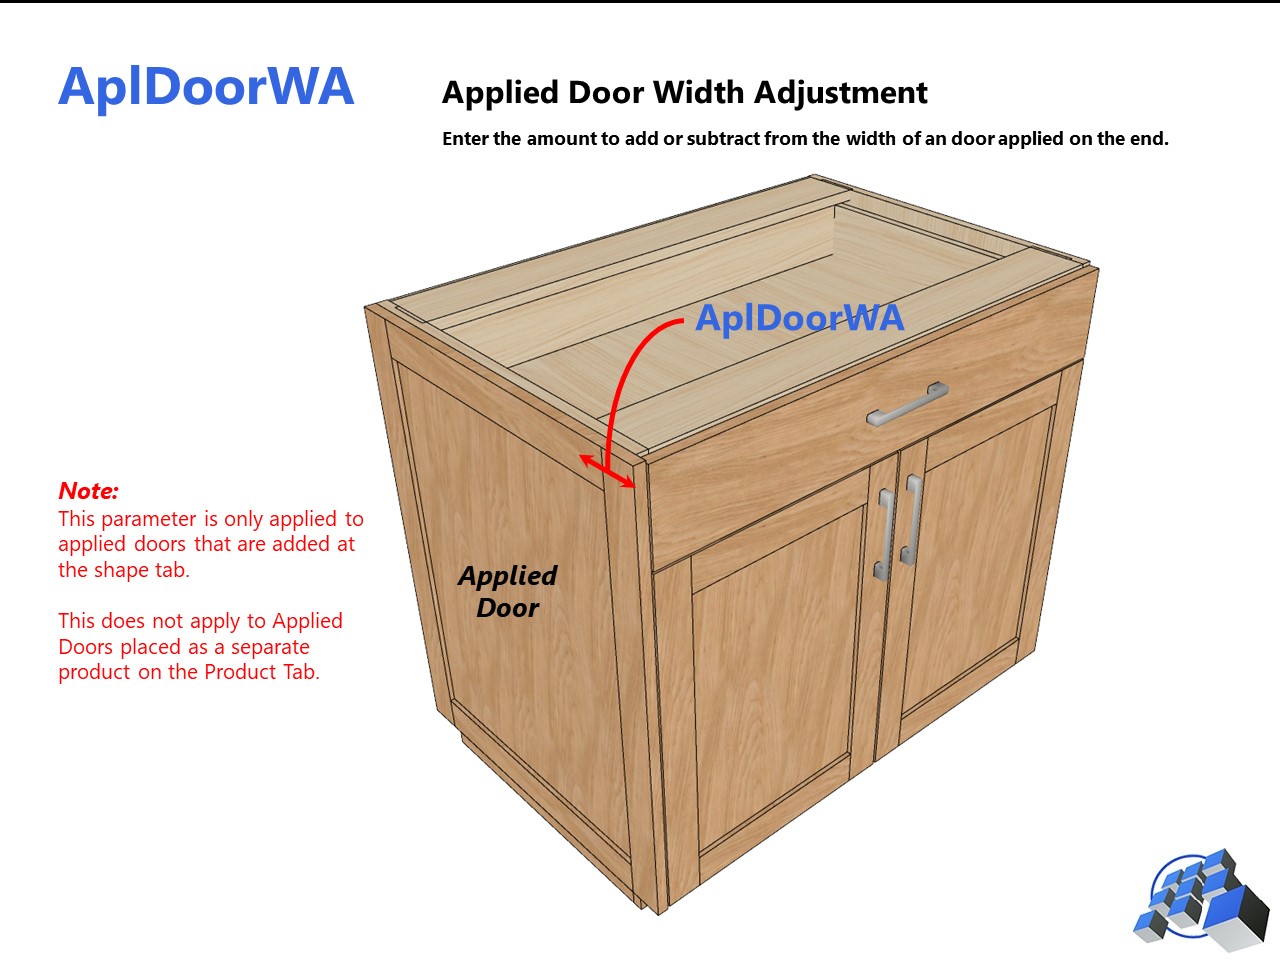 AplDoorWA
Applied Door Width Adjustment
Enter the amount to add or subtract from the width of an door applied on the end.
AplDoorWA
Note:
This parameter is only applied to
applied doors that are added at
the shape tab.
This does not apply to Applied
Doors placed as a separate
product on the Product Tab.
Applied
Door